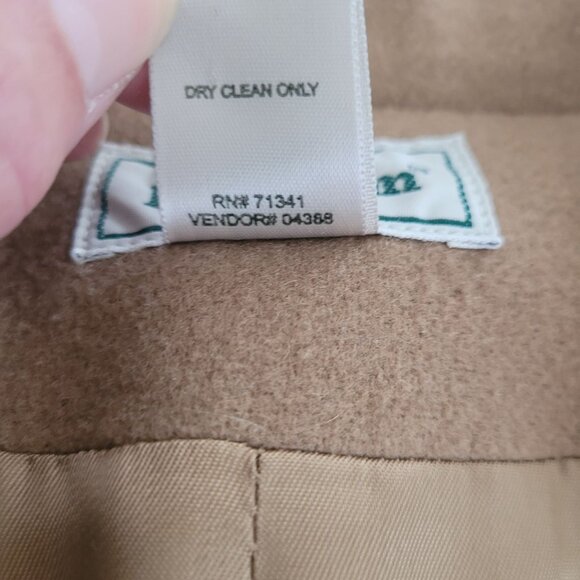 DRY CLEAN ONLY
RN# 71341
VENDOR# 04388